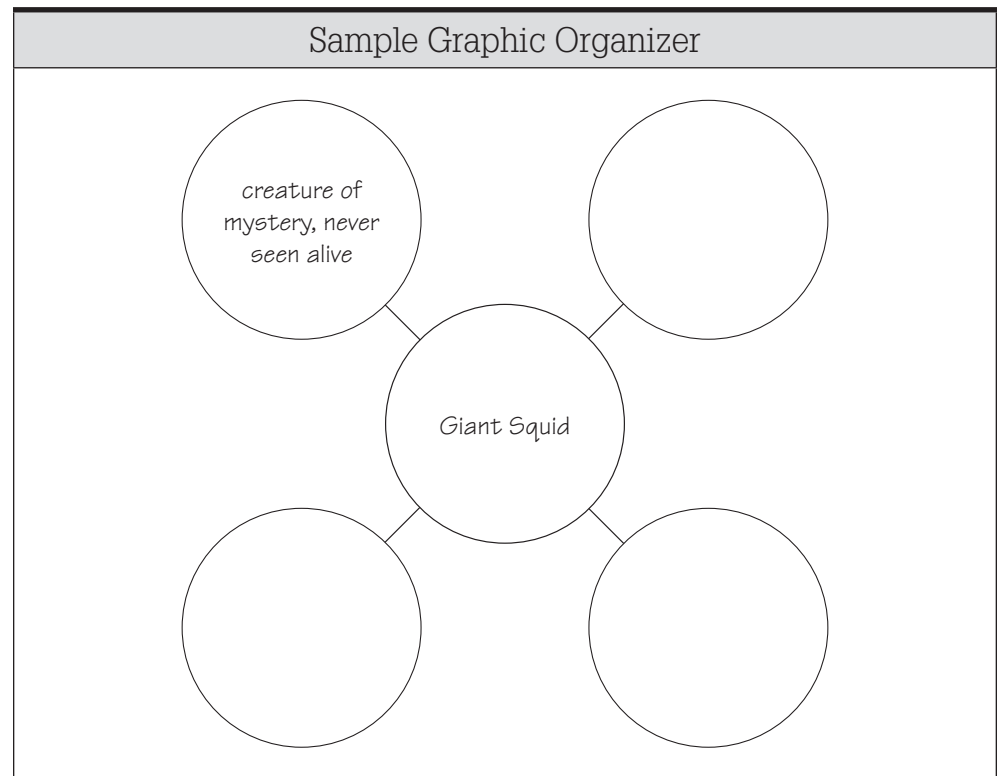 Sample Graphic Organizer
creature of
mystery, never
seen alive
Giant Squid